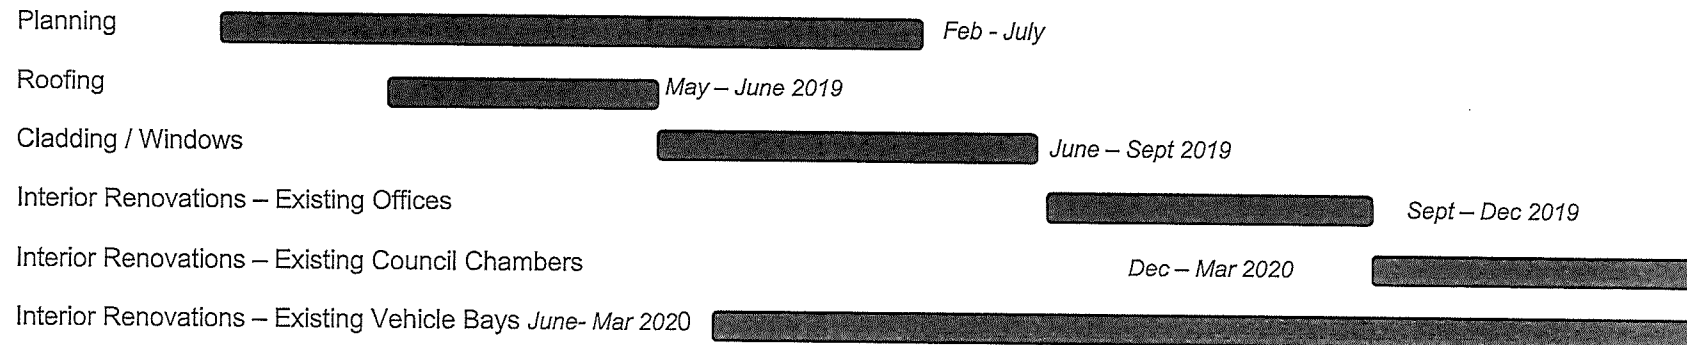 Planning Feb - July
Roofing May – June 2019
Cladding / Windows June – Sept 2019
Interior Renovations – Existing Offices Sept – Dec 2019
Interior Renovations – Existing Council Chambers Dec – Mar 2020
Interior Renovations – Existing Vehicle Bays June- Mar 2020